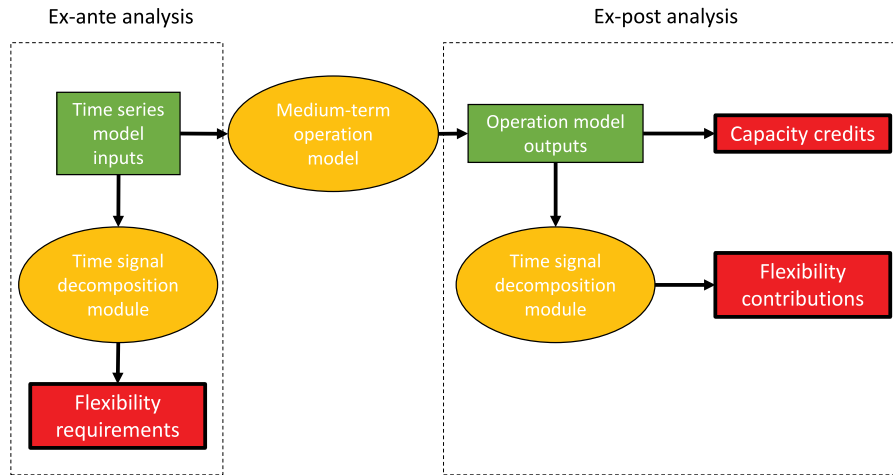 Ex-ante analysis
Ex-post analysis
Time series
model
inputs
Medium-term
operation
model
Operation model
outputs
Capacity credits
Time signal
decomposition
module
Time signal
decomposition
module
Flexibility
contributions
Flexibility
requirements